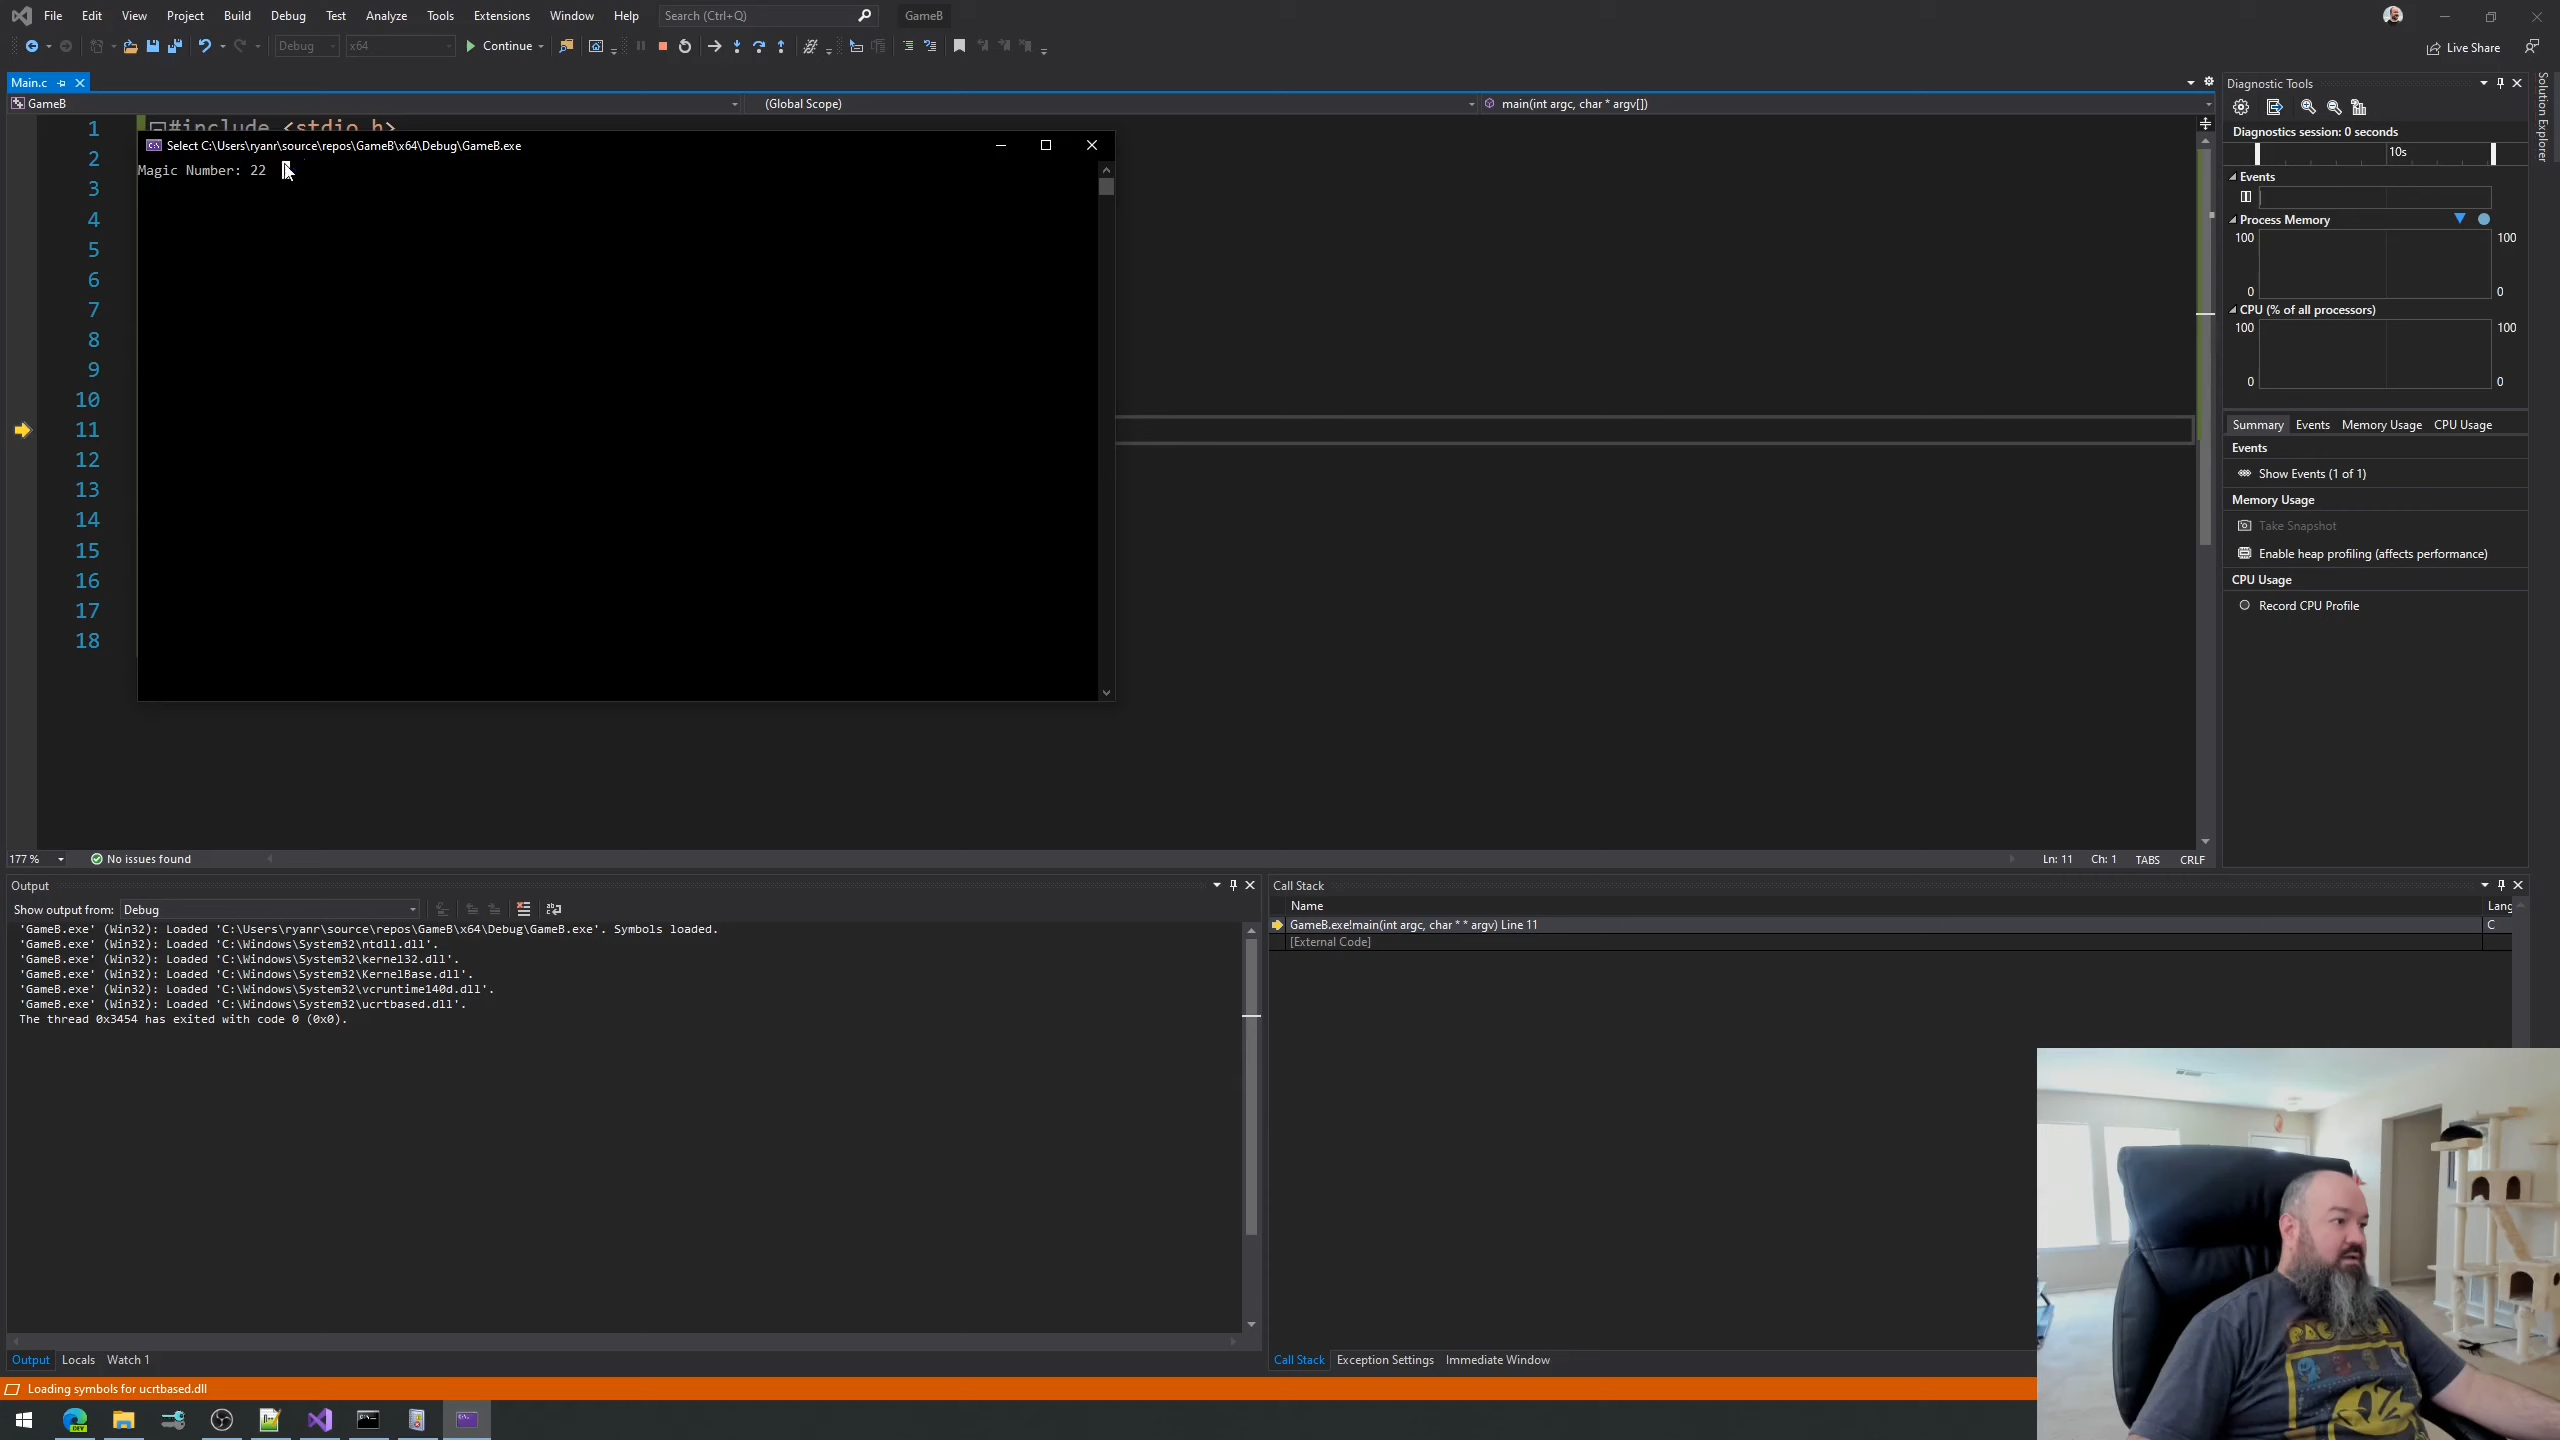 File Edit View Project Build Debug Test Analyze Tools Extensions Window Help Search (Ctrl+Q) GameB
Debug x64 Continue Live Share
Main.c
GameB (Global Scope) main(int argc, char * argv[])
1 #include <stdio.h>
2
3
4
5
6
7
8
9
10
11
12
13
14
15
16
17
18
Select C:\Users\ryanr\source\repos\GameB\x64\Debug\GameB.exe
Magic Number: 22
177 % No issues found Ln: 11 Ch: 1 TABS CRLF
Diagnostic Tools
Diagnostics session: 0 seconds
10s
Events
Process Memory
100 100
0 0
CPU (% of all processors)
100 100
0 0
Summary Events Memory Usage CPU Usage
Events
Show Events (1 of 1)
Memory Usage
Take Snapshot
Enable heap profiling (affects performance)
CPU Usage
Record CPU Profile
Solution Explorer
Output
Show output from: Debug
'GameB.exe' (Win32): Loaded 'C:\Users\ryanr\source\repos\GameB\x64\Debug\GameB.exe'. Symbols loaded.
'GameB.exe' (Win32): Loaded 'C:\Windows\System32\ntdll.dll'.
'GameB.exe' (Win32): Loaded 'C:\Windows\System32\kernel32.dll'.
'GameB.exe' (Win32): Loaded 'C:\Windows\System32\KernelBase.dll'.
'GameB.exe' (Win32): Loaded 'C:\Windows\System32\vcruntime140d.dll'.
'GameB.exe' (Win32): Loaded 'C:\Windows\System32\ucrtbased.dll'.
The thread 0x3454 has exited with code 0 (0x0).
Output Locals Watch 1
Call Stack
Name Lang
GameB.exe!main(int argc, char * * argv) Line 11 C
[External Code]
Call Stack Exception Settings Immediate Window
Loading symbols for ucrtbased.dll
DEV